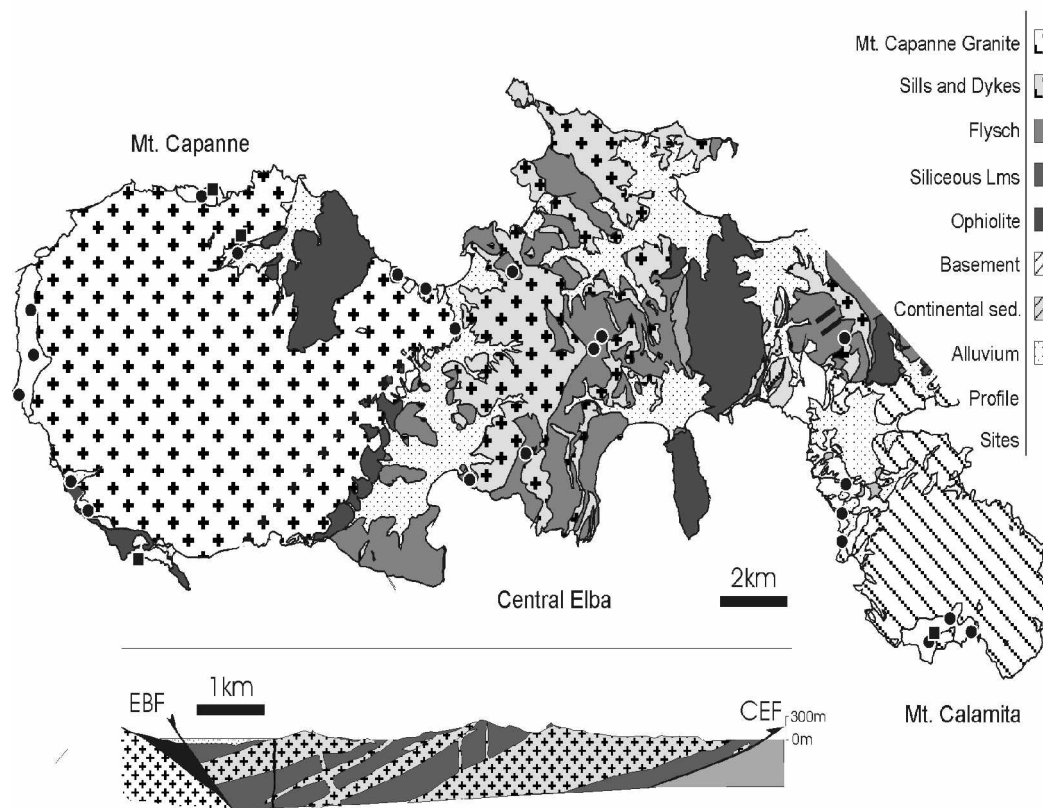 Mt. Capanne Granite
Sills and Dykes
Flysch
Siliceous Lms
Ophiolite
Basement
Continental sed.
Alluvium
Profile
Sites
Mt. Capanne
Central Elba
2km
Mt. Calamita
1km
EBF
CEF
300m
0m